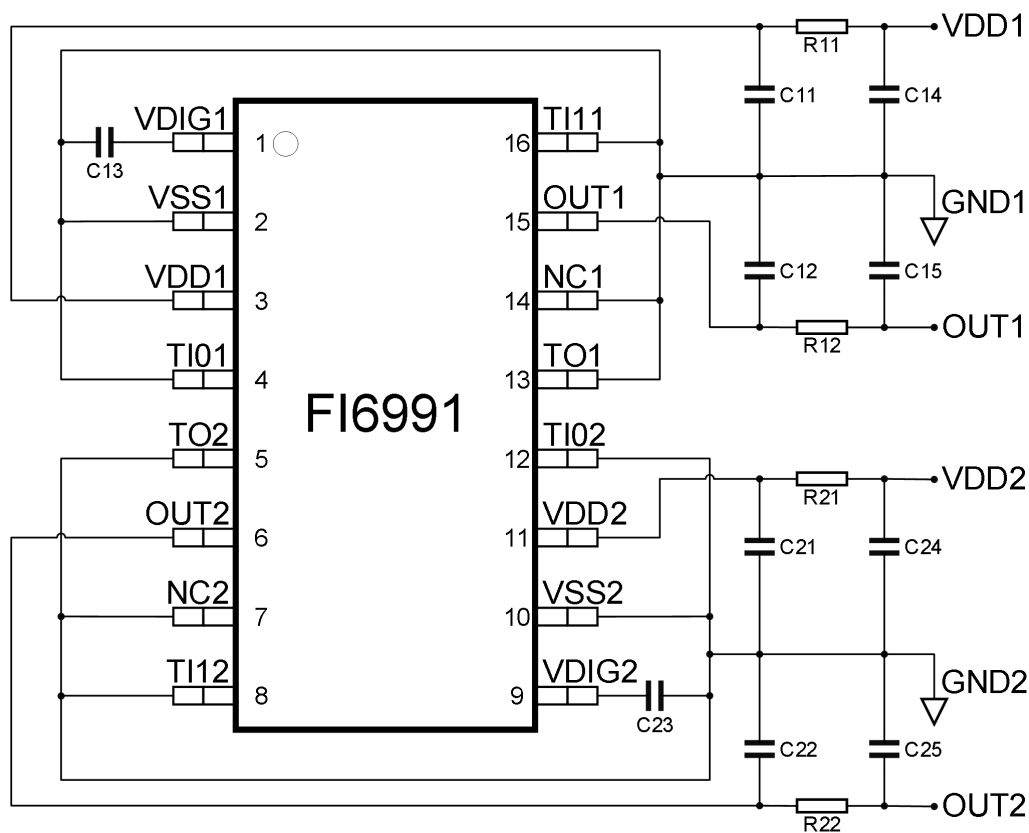 VDD1
R11
C11
C14
VDIG1
TI11
1
16
C13
VSS1
OUT1
GND1
2
15
VDD1
NC1
C12
C15
3
14
OUT1
R12
TI01
TO1
4
13
FI6991
TO2
TI02
5
12
VDD2
R21
OUT2
VDD2
6
11
C21
C24
NC2
VSS2
7
10
TI12
VDIG2
GND2
8
9
C23
C22
C25
OUT2
R22